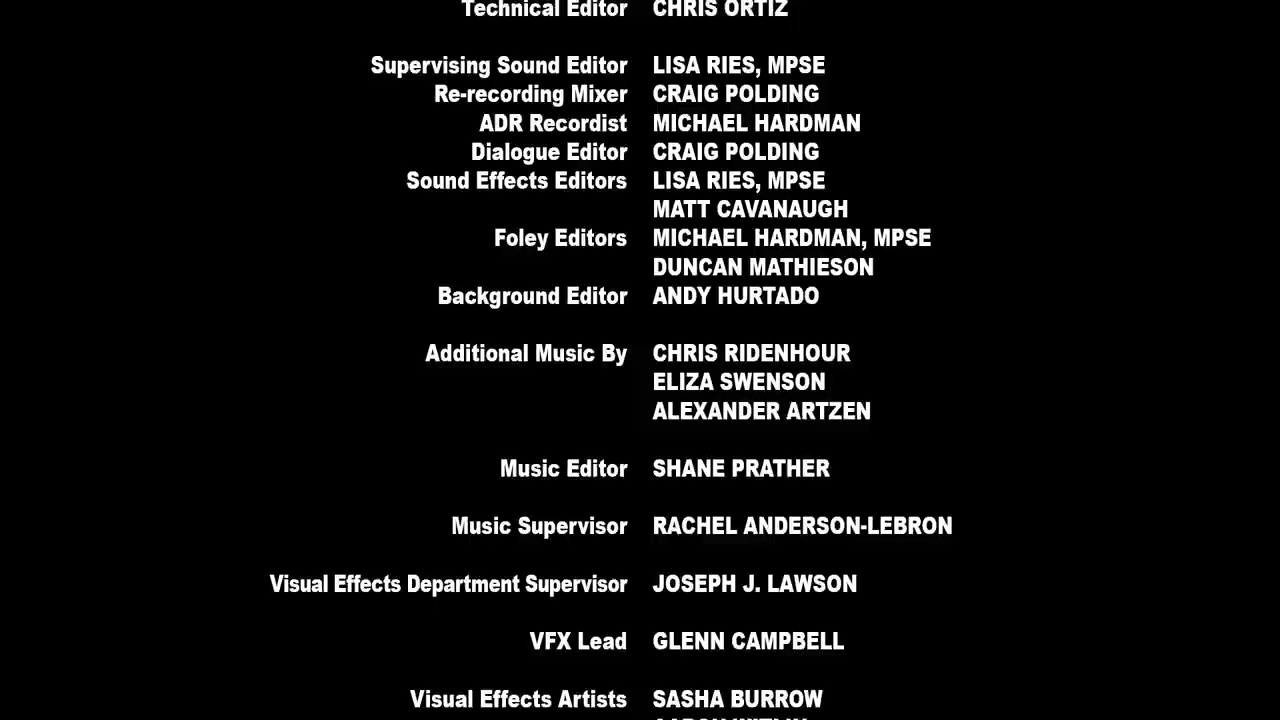 Technical Editor CHRIS ORTIZ
Supervising Sound Editor LISA RIES, MPSE
Re-recording Mixer CRAIG POLDING
ADR Recordist MICHAEL HARDMAN
Dialogue Editor CRAIG POLDING
Sound Effects Editors LISA RIES, MPSE
MATT CAVANAUGH
Foley Editors MICHAEL HARDMAN, MPSE
DUNCAN MATHIESON
Background Editor ANDY HURTADO
Additional Music By CHRIS RIDENHOUR
ELIZA SWENSON
ALEXANDER ARTZEN
Music Editor SHANE PRATHER
Music Supervisor RACHEL ANDERSON-LEBRON
Visual Effects Department Supervisor JOSEPH J. LAWSON
VFX Lead GLENN CAMPBELL
Visual Effects Artists SASHA BURROW